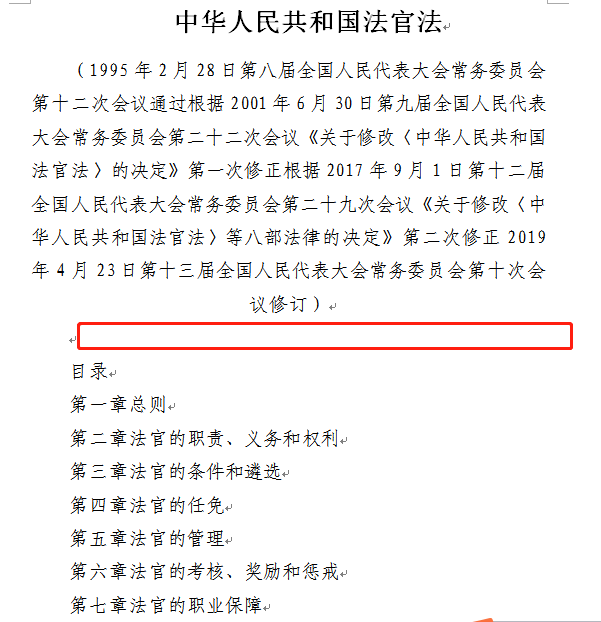 中华人民共和国法官法
（1995 年 2 月 28 日第八届全国人民代表大会常务委员会
第十二次会议通过根据 2001 年 6 月 30 日第九届全国人民代表
大会常务委员会第二十二次会议《关于修改〈中华人民共和国
法官法〉的决定》第一次修正根据 2017 年 9 月 1 日第十二届
全国人民代表大会常务委员会第二十九次会议《关于修改〈中
华人民共和国法官法〉等八部法律的决定》第二次修正 2019
年 4 月 23 日第十三届全国人民代表大会常务委员会第十次会
议修订）
目录
第一章总则
第二章法官的职责、义务和权利
第三章法官的条件和遴选
第四章法官的任免
第五章法官的管理
第六章法官的考核、奖励和惩戒
第七章法官的职业保障